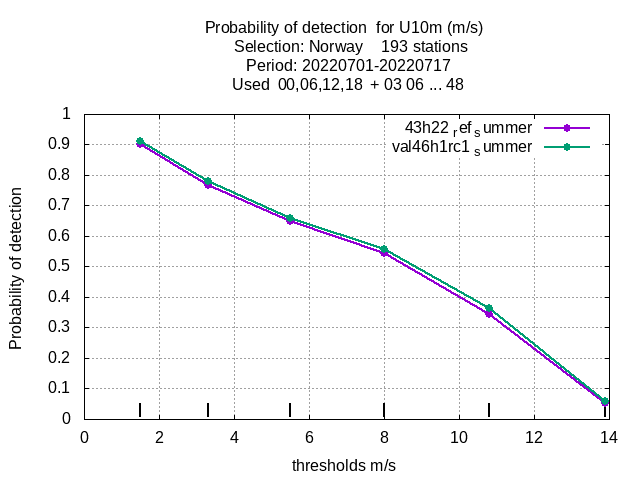 Probability of detection  for U10m (m/s)
Selection: Norway    193 stations
Period: 20220701-20220717
Used  00,06,12,18  + 03 06 ... 48
43h22 ref summer
val46h1rc1 summer
1
0.9
0.8
0.7
0.6
0.5
0.4
0.3
0.2
0.1
0
Probability of detection
0 2 4 6 8 10 12 14
thresholds m/s